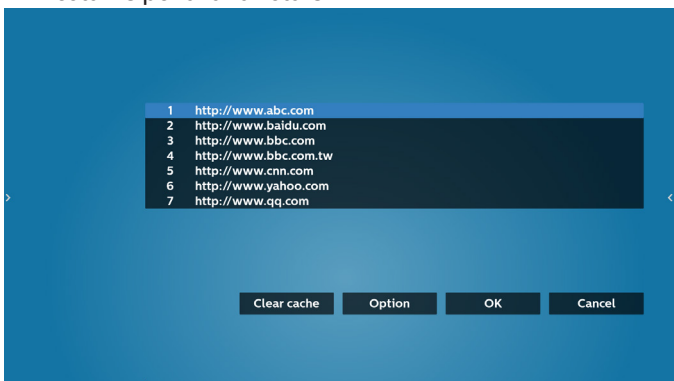 1 http://www.abc.com
2 http://www.baidu.com
3 http://www.bbc.com
4 http://www.bbc.com.tw
5 http://www.cnn.com
6 http://www.yahoo.com
7 http://www.qq.com
Clear cache Option OK Cancel